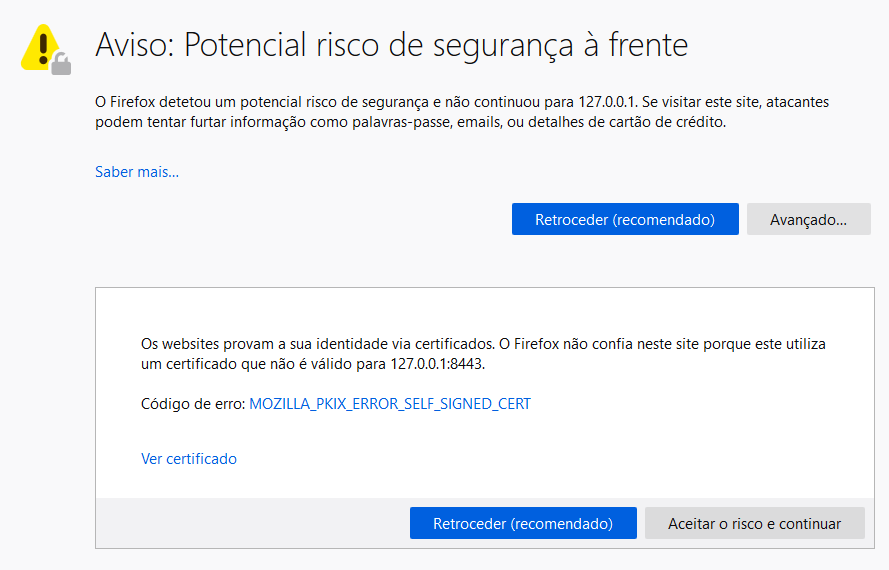 Aviso: Potencial risco de segurança à frente
O Firefox detetou um potencial risco de segurança e não continuou para 127.0.0.1. Se visitar este site, atacantes
podem tentar furtar informação como palavras-passe, emails, ou detalhes de cartão de crédito.
Saber mais...
Retroceder (recomendado)
Avançado...
Os websites provam a sua identidade via certificados. O Firefox não confia neste site porque este utiliza
um certificado que não é válido para 127.0.0.1:8443.
Código de erro: MOZILLA_PKIX_ERROR_SELF_SIGNED_CERT
Ver certificado
Retroceder (recomendado)
Aceitar o risco e continuar